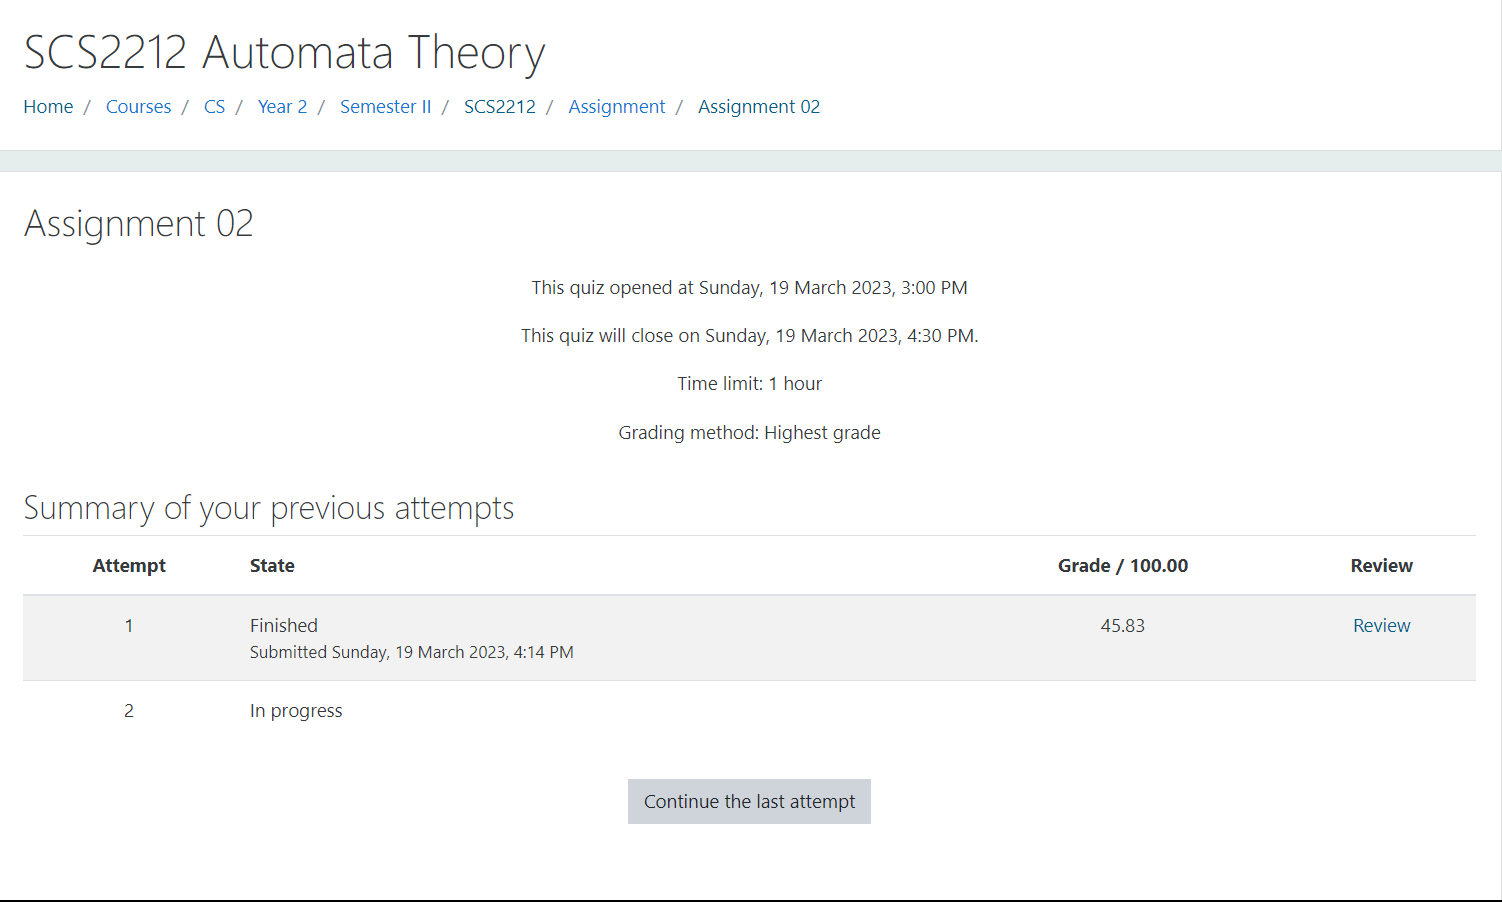 SCS2212 Automata Theory
Home / Courses / CS / Year 2 / Semester II / SCS2212 / Assignment / Assignment 02
Assignment 02
This quiz opened at Sunday, 19 March 2023, 3:00 PM
This quiz will close on Sunday, 19 March 2023, 4:30 PM.
Time limit: 1 hour
Grading method: Highest grade
Summary of your previous attempts
Attempt State Grade / 100.00 Review
1 Finished 45.83 Review
Submitted Sunday, 19 March 2023, 4:14 PM
2 In progress
Continue the last attempt